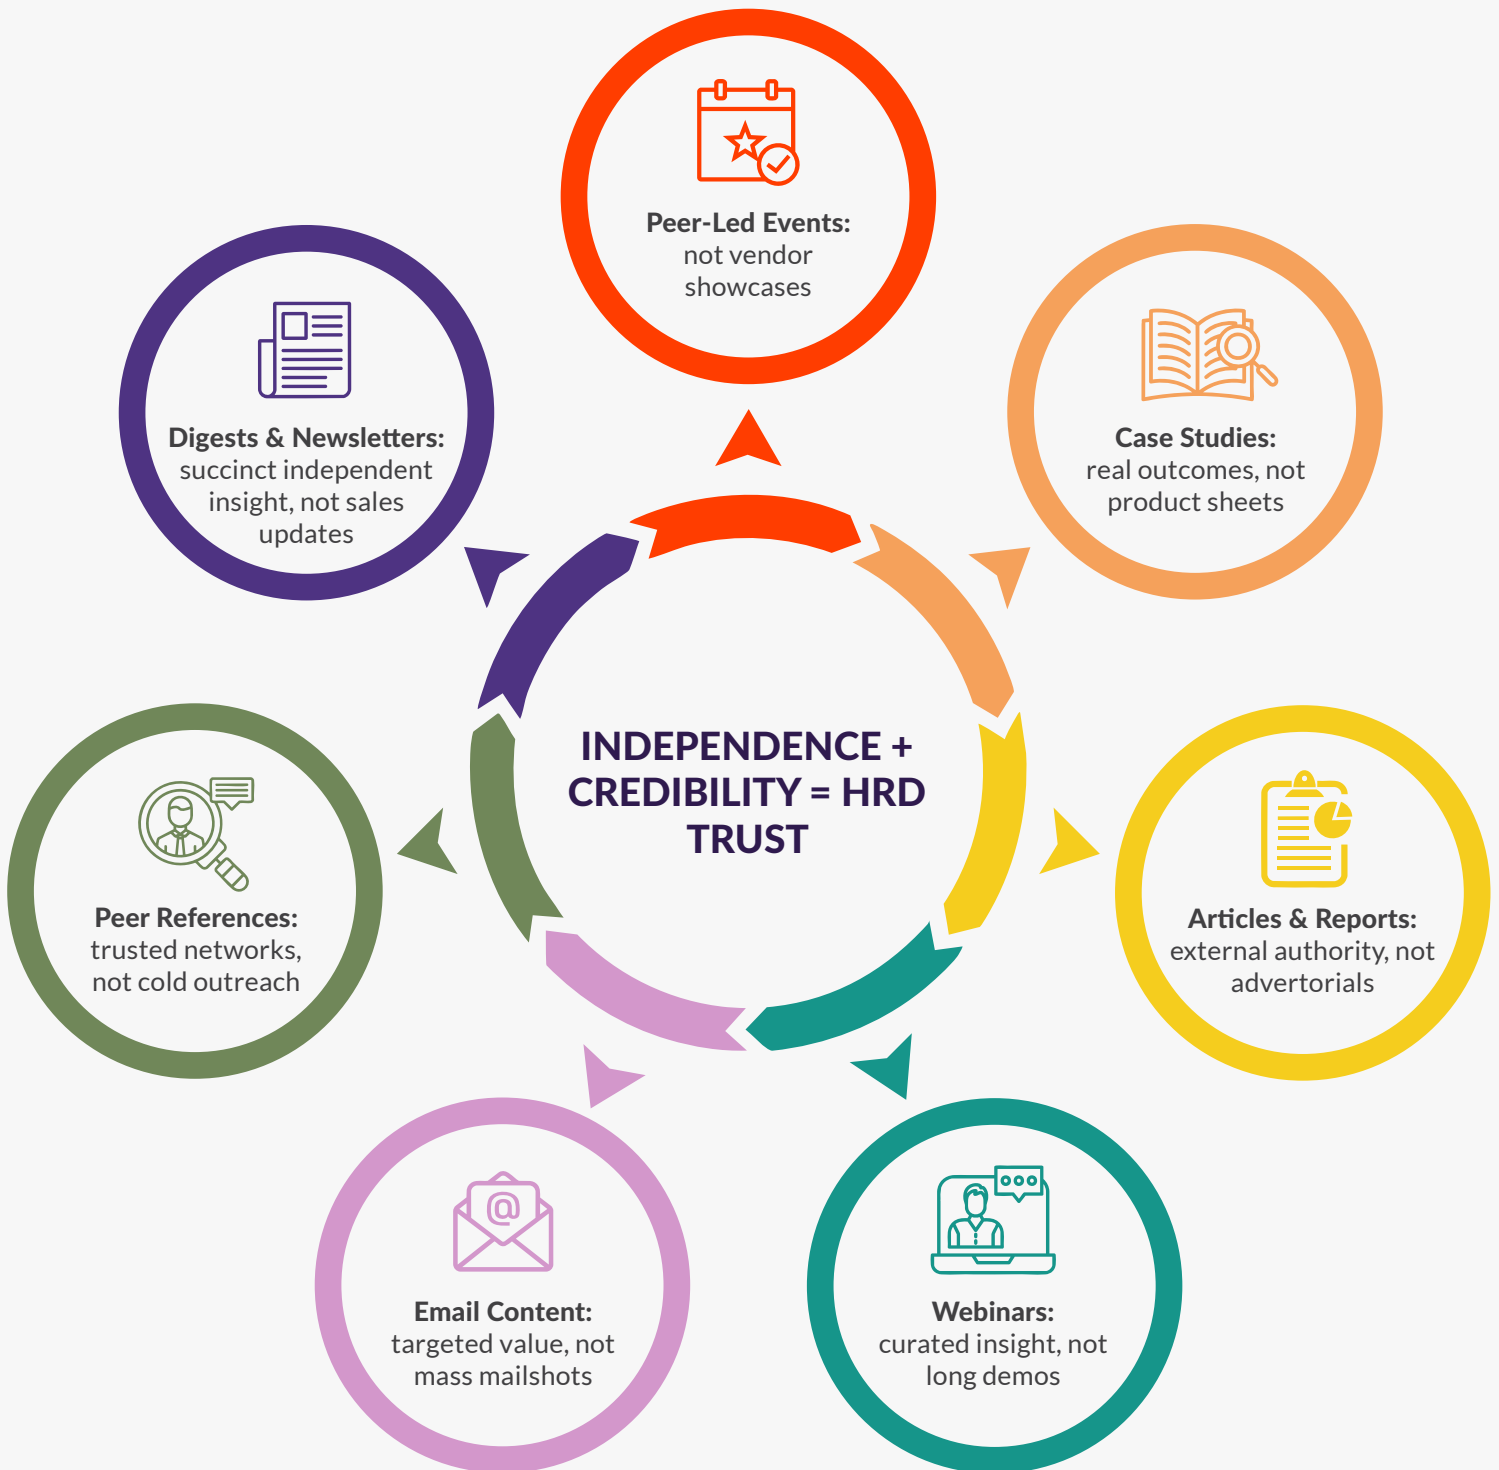 Peer-Led Events:
not vendor
showcases
Digests & Newsletters:
succinct independent
insight, not sales
updates
Case Studies:
real outcomes, not
product sheets
INDEPENDENCE +
CREDIBILITY = HRD
TRUST
Peer References:
trusted networks,
not cold outreach
Articles & Reports:
external authority, not
advertorials
@
Email Content:
targeted value, not
mass mailshots
Webinars:
curated insight, not
long demos